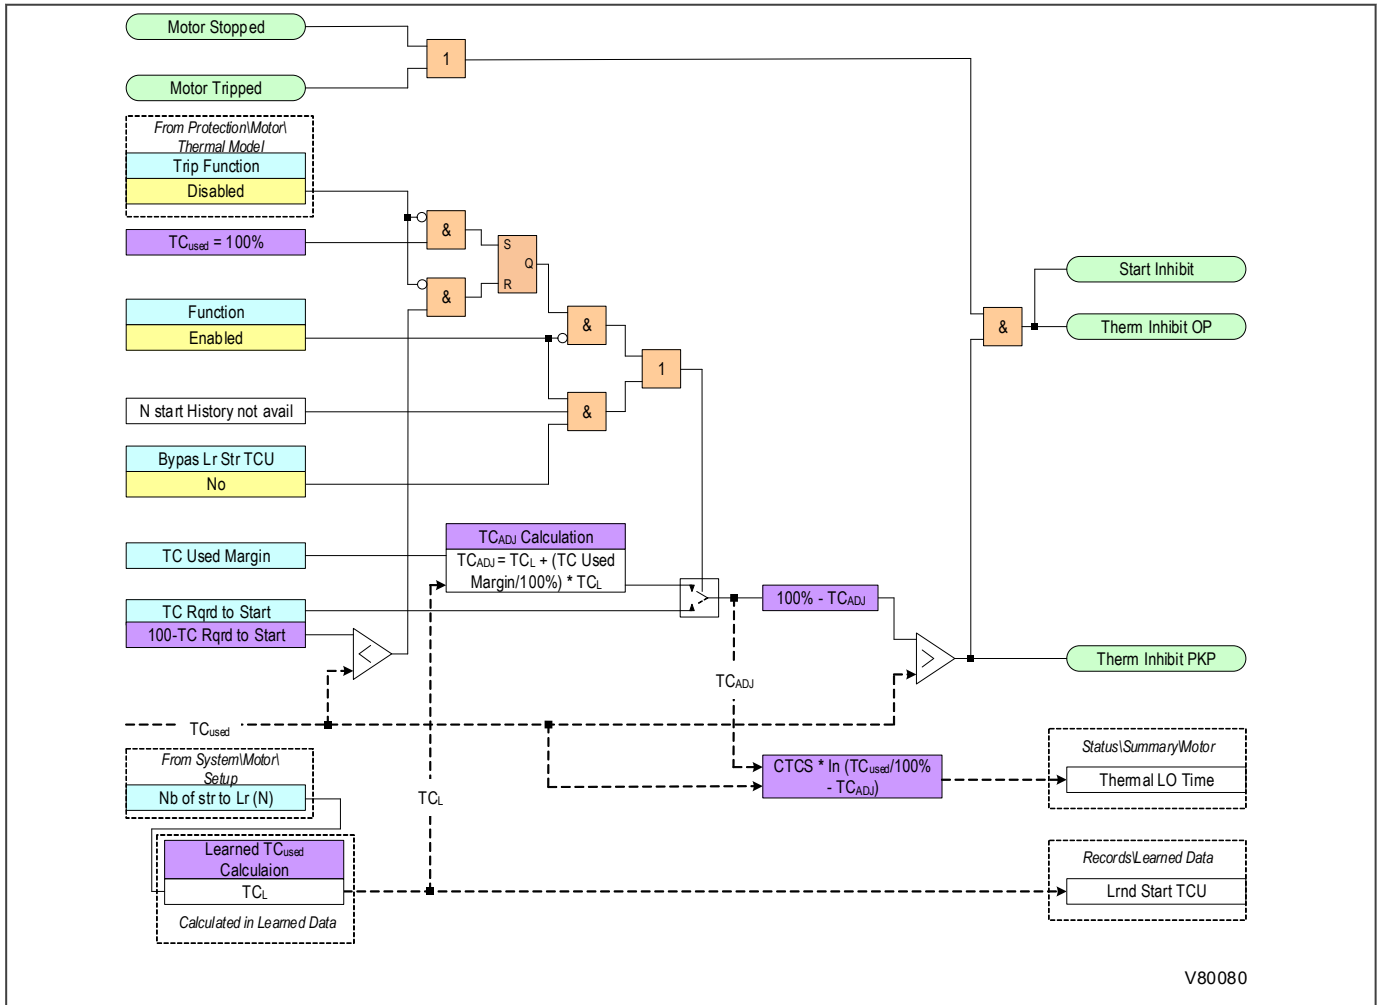 Motor Stopped
1
Motor Tripped
From Protection\Motor\
Thermal Model
Trip Function
Disabled
&
TCused = 100%
S
Q
R
&
Start Inhibit
Function
Enabled
&
&
Therm Inhibit OP
1
N start History not avail
&
Bypas Lr Str TCU
No
TCADJ Calculation
TC Used Margin
TCADJ = TCL + (TC Used
Margin/100%) * TCL
TC Rqrd to Start
100% - TCADJ
100-TC Rqrd to Start
<
>
Therm Inhibit PKP
TCADJ
TCused
From System\Motor\
Setup
Nb of str to Lr (N)
TCL
CTCS * ln (TCused/100%
- TCADJ)
Status\Summary\Motor
Thermal LO Time
Learned TCused
Calculaion
TCL
Calculated in Learned Data
Records\Learned Data
Lrnd Start TCU
V80080